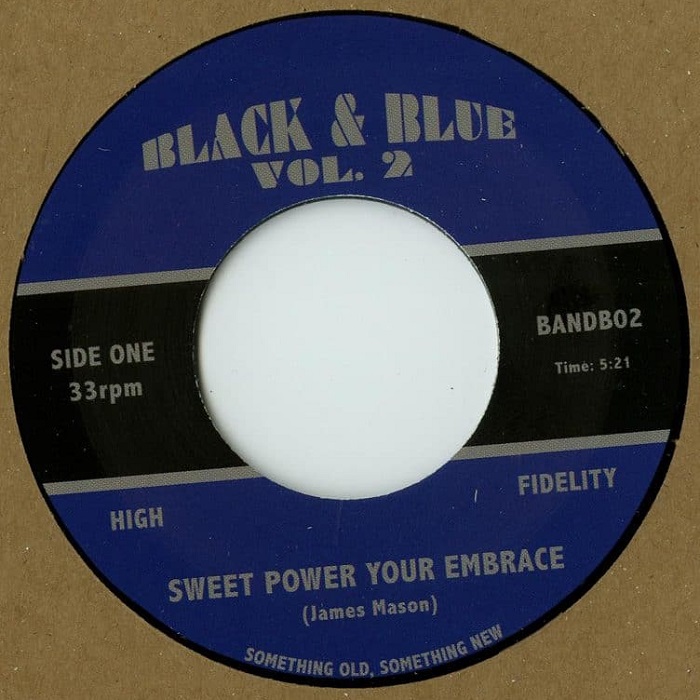 BLACK & BLUE
VOL. 2
SIDE ONE
33rpm
BANDB02
Time: 5:21
HIGH
FIDELITY
SWEET POWER YOUR EMBRACE
(James Mason)
SOMETHING OLD, SOMETHING NEW